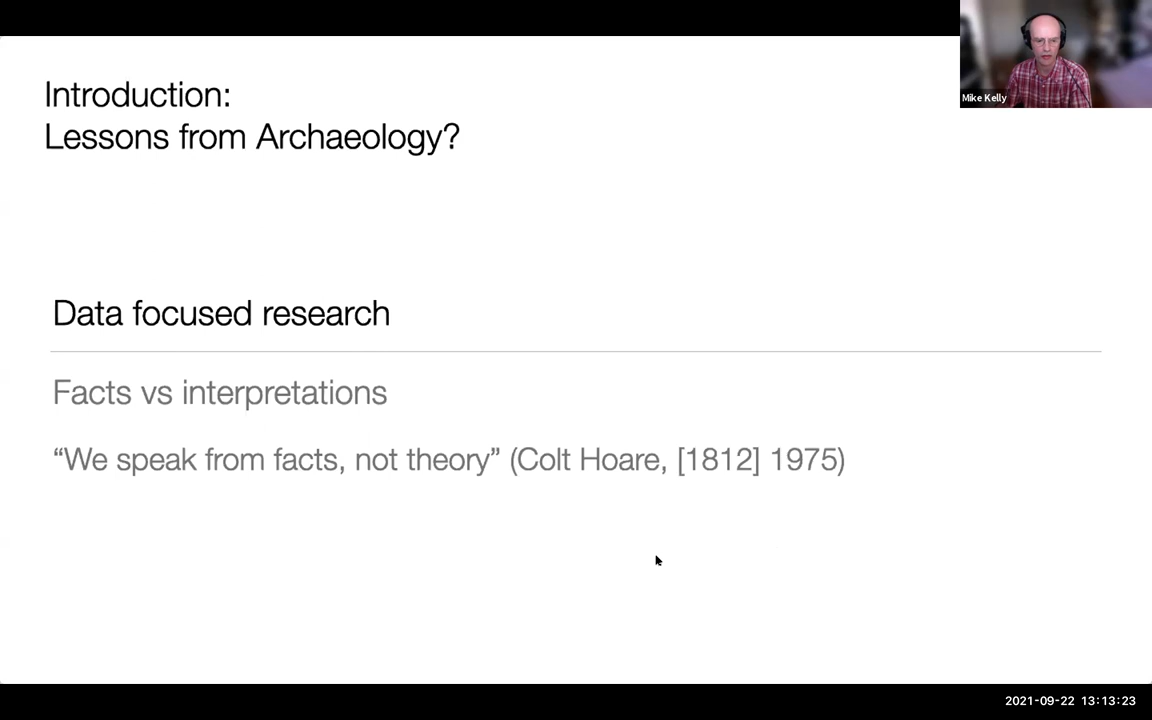 Introduction:
Lessons from Archaeology?
Mike Kelly
Data focused research
Facts vs interpretations
“We speak from facts, not theory” (Colt Hoare, [1812] 1975)
2021-09-22 13:13:23